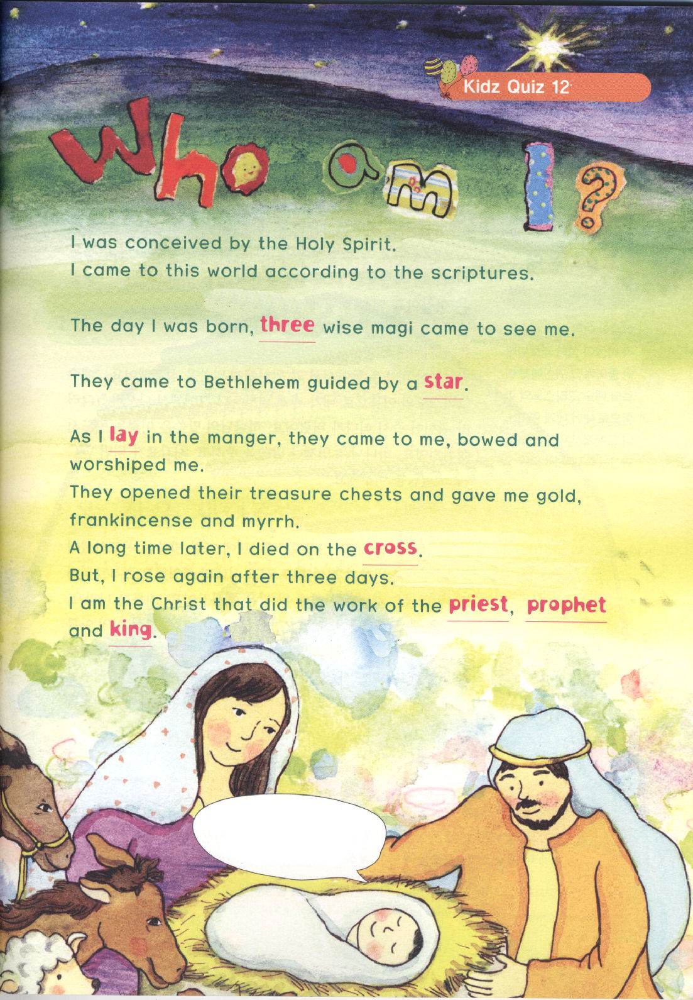 Kidz Quiz 12
Who am I?
I was conceived by the Holy Spirit.
I came to this world according to the scriptures.
The day I was born, three wise magi came to see me.
They came to Bethlehem guided by a star.
As I lay in the manger, they came to me, bowed and
worshiped me.
They opened their treasure chests and gave me gold,
frankincense and myrrh.
A long time later, I died on the cross.
But, I rose again after three days.
I am the Christ that did the work of the priest, prophet
and king.